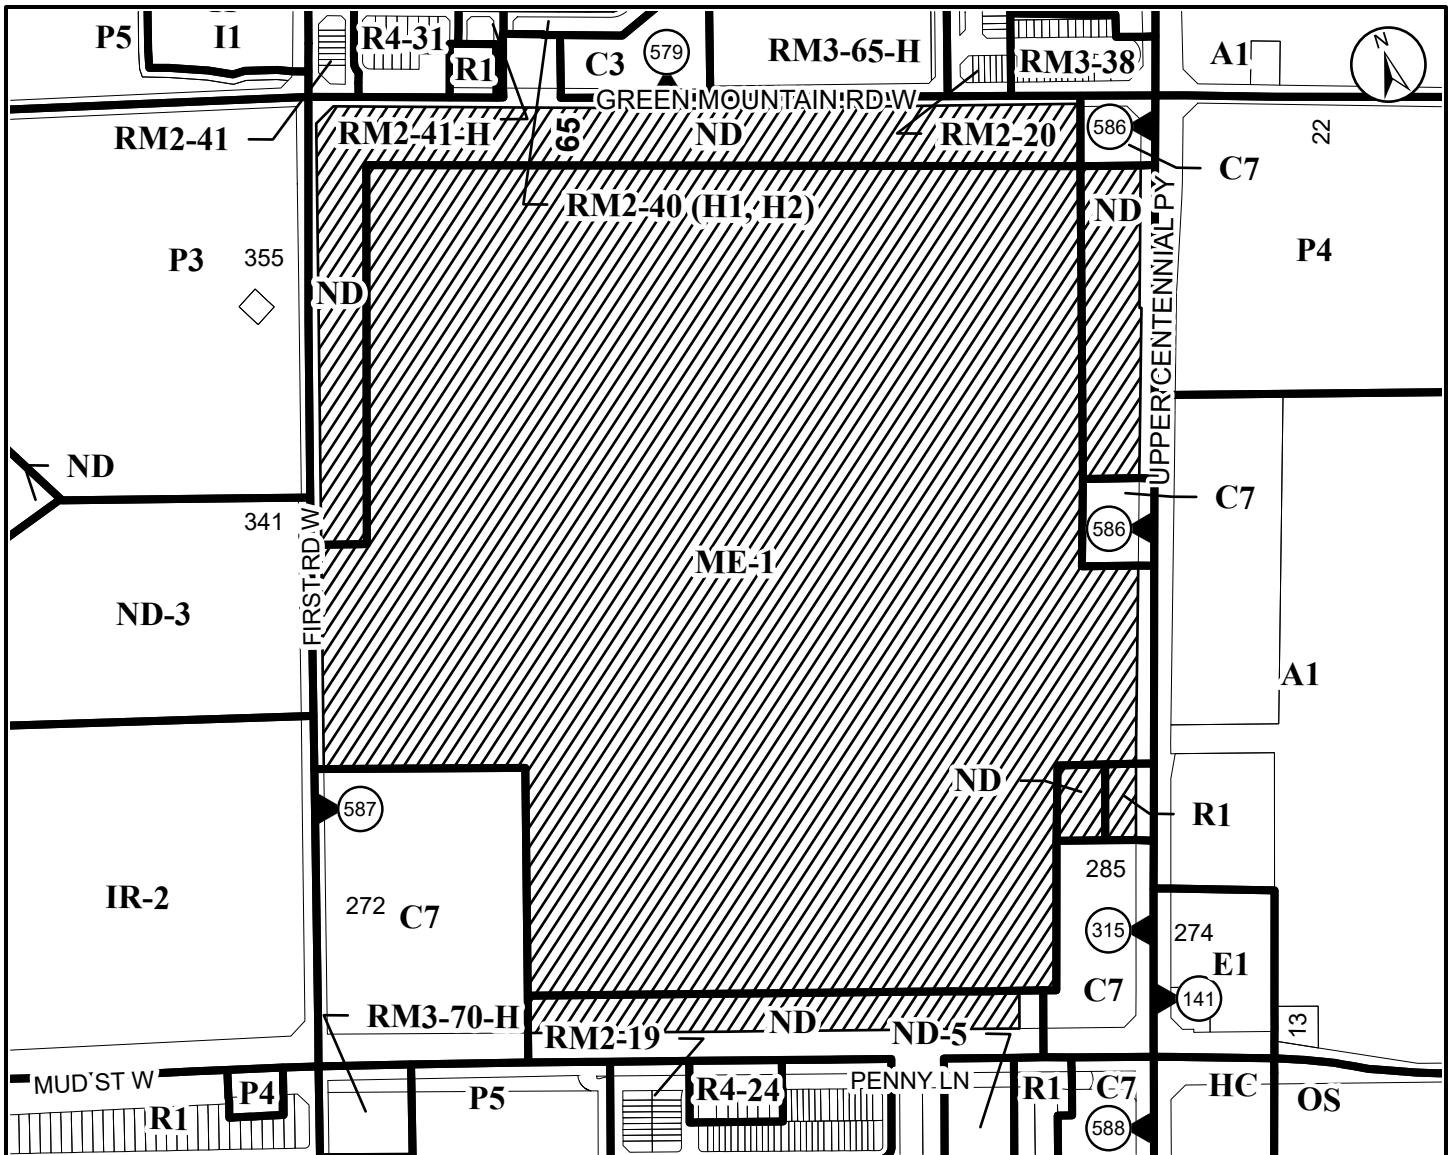 P5
I1
R4-31
R1
C3
579
RM3-65-H
RM3-38
A1
N
GREEN MOUNTAIN RD W
RM2-41
RM2-41-H
65
ND
RM2-20
586
C7
22
RM2-40 (H1, H2)
ND
UPPER CENTENNIAL PY
P3
355
ND
P4
ND
C7
341
586
FIRST RD W
ME-1
ND-3
A1
ND
R1
587
285
IR-2
272
C7
315
274
E1
C7
141
RM3-70-H
RM2-19
ND
ND-5
13
MUD ST W
P4
R1
P5
R4-24
PENNY LN
R1
C7
HC
OS
588